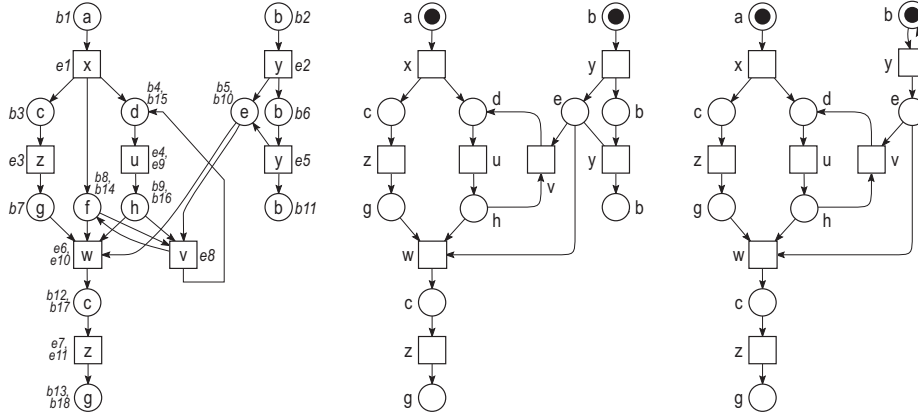 b1 a
b2 b
a
b
a
b
e1 x
y e2
x
y
x
y
b3 c
b4, b15 d
b5, b10 e
b b6
c
d
e
b
c
d
e
e3 z
u e4, e9
y e5
z
u
v
y
z
u
v
b7 g
b8, b14 f
b9, b16 h
b b11
g
h
b
g
h
e6, e10 w
v e8
w
w
b12, b17 c
c
c
e7, e11 z
z
z
b13, b18 g
g
g